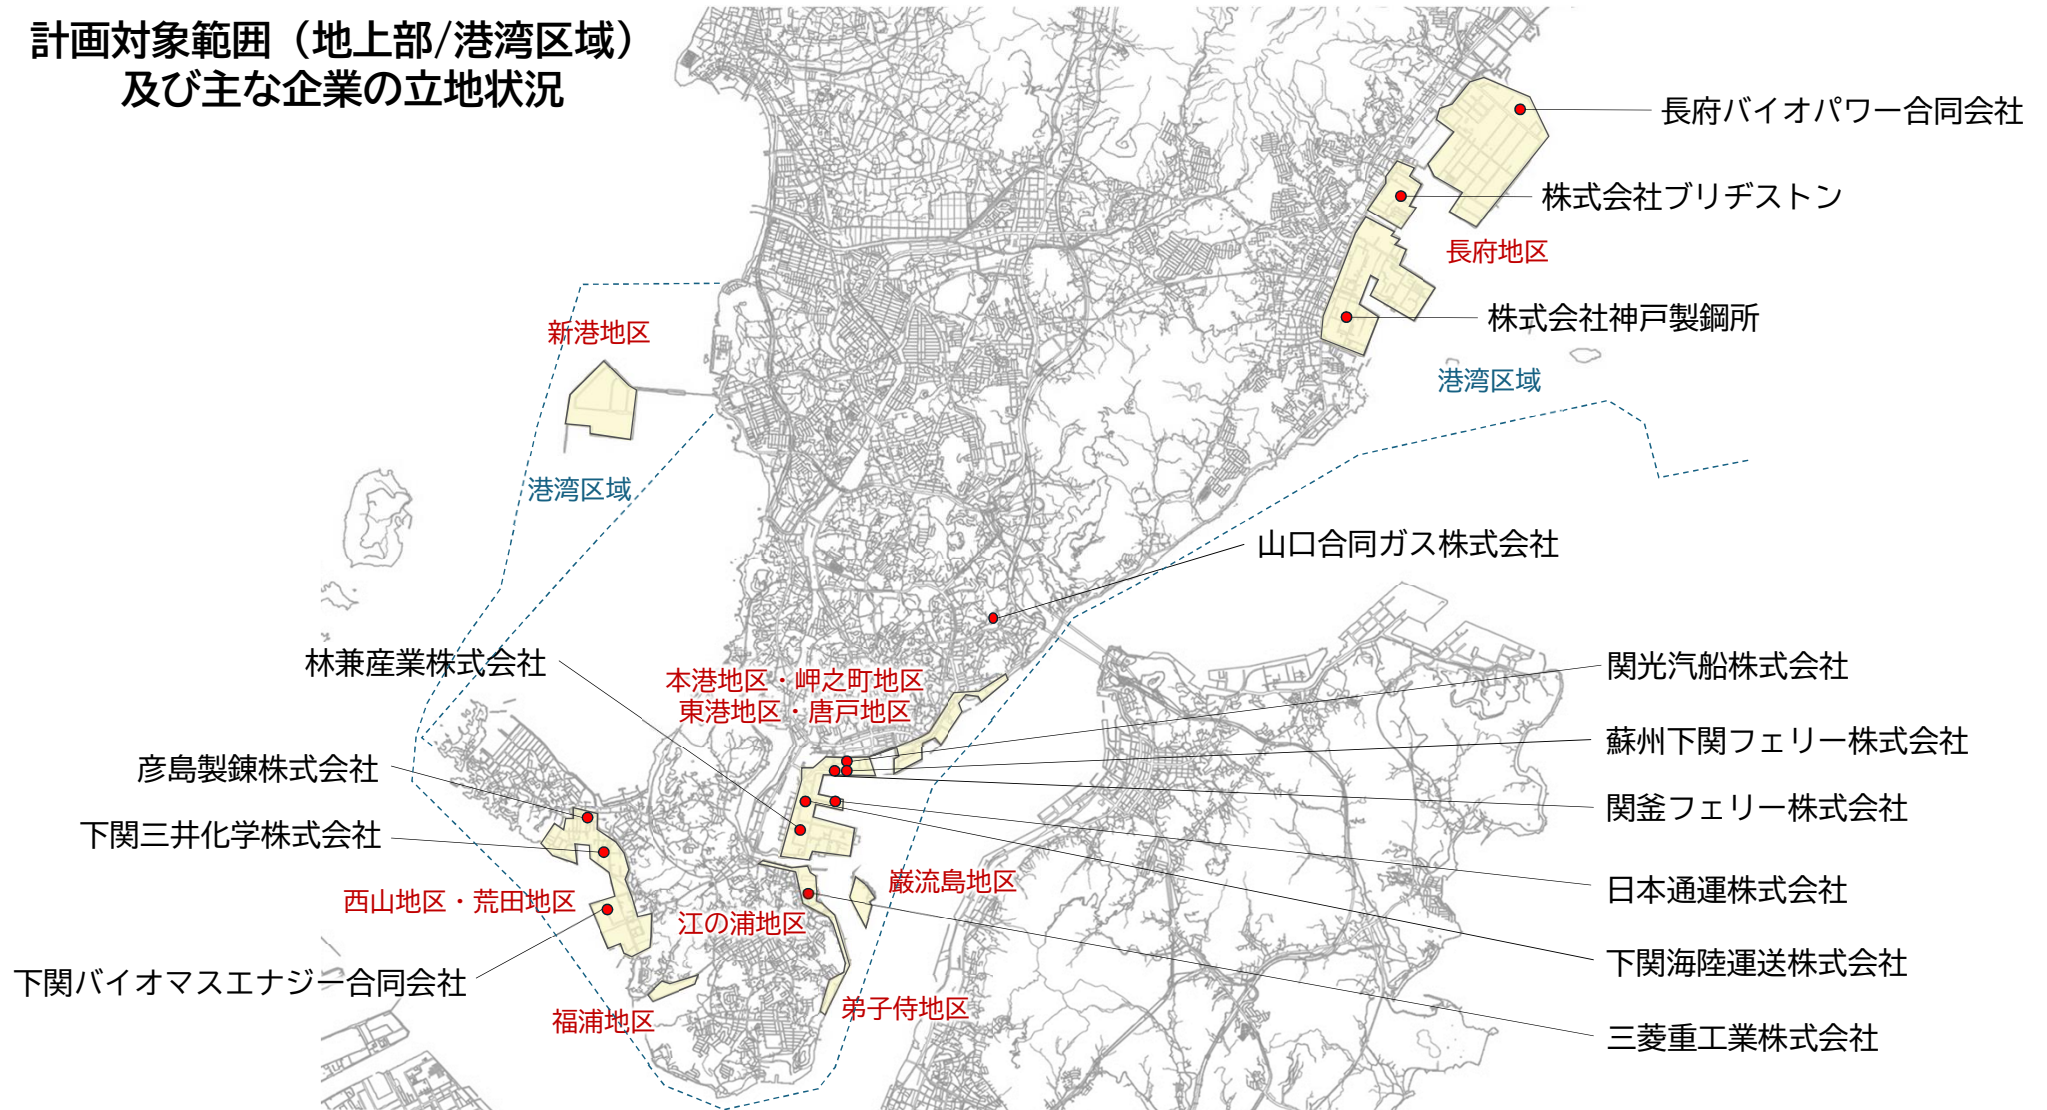 計画対象範囲（地上部/港湾区域）
及び主な企業の立地状況
長府バイオパワー合同会社
株式会社ブリヂストン
長府地区
株式会社神戸製鋼所
新港地区
港湾区域
港湾区域
山口合同ガス株式会社
林兼産業株式会社
本港地区・岬之町地区
東港地区・唐戸地区
関光汽船株式会社
蘇州下関フェリー株式会社
彦島製錬株式会社
関釜フェリー株式会社
下関三井化学株式会社
巌流島地区
日本通運株式会社
西山地区・荒田地区
江の浦地区
下関海陸運送株式会社
下関バイオマスエナジー合同会社
弟子侍地区
福浦地区
三菱重工業株式会社